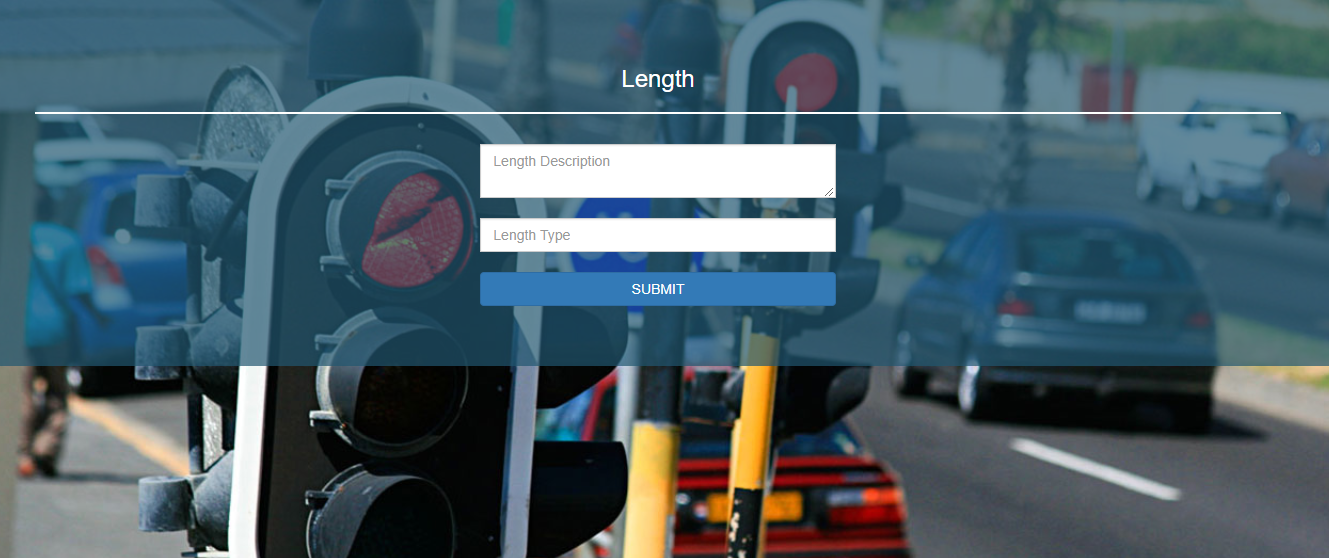 Length
Length Description
Length Type
SUBMIT